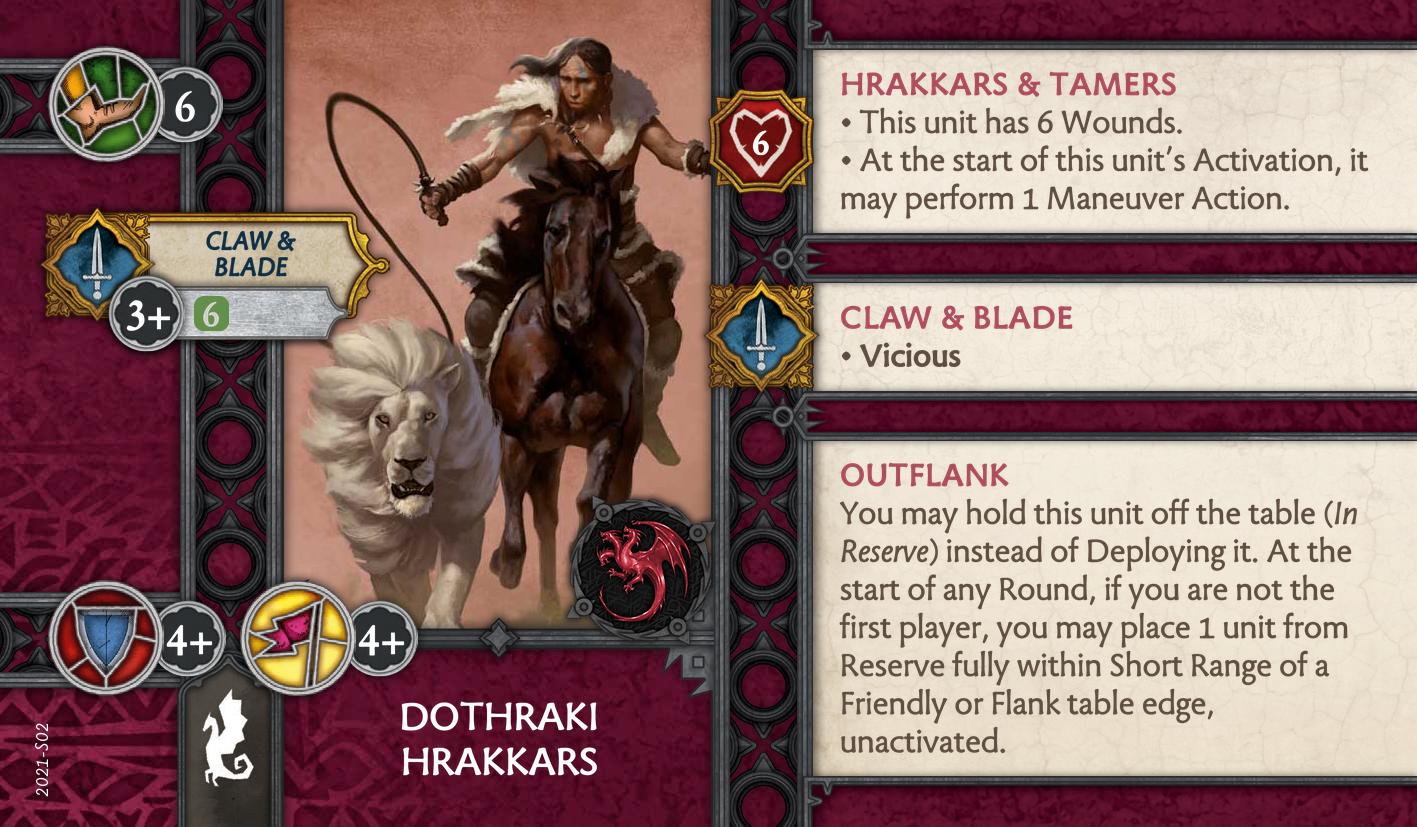 6
CLAW &
BLADE
3+ 6
4+ 4+
DOTHRAKI
HRAKKARS
2021-S02
6
HRAKKARS & TAMERS
• This unit has 6 Wounds.
• At the start of this unit's Activation, it
may perform 1 Maneuver Action.
CLAW & BLADE
• Vicious
OUTFLANK
You may hold this unit off the table (In
Reserve) instead of Deploying it. At the
start of any Round, if you are not the
first player, you may place 1 unit from
Reserve fully within Short Range of a
Friendly or Flank table edge,
unactivated.